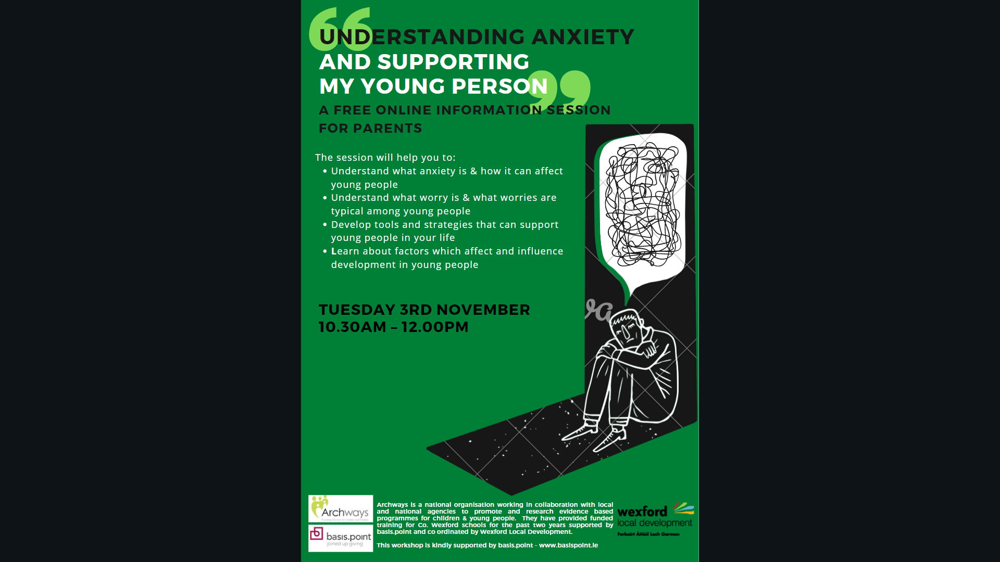 UNDERSTANDING ANXIETY
AND SUPPORTING
MY YOUNG PERSON
A FREE ONLINE INFORMATION SESSION
FOR PARENTS
The session will help you to:
• Understand what anxiety is & how it can affect
young people
• Understand what worry is & what worries are
typical among young people
• Develop tools and strategies that can support
young people in your life
• Learn about factors which affect and influence
development in young people
TUESDAY 3RD NOVEMBER
10.30AM – 12.00PM
va
Archways
basis.point
joined up giving
Archways is a national organisation working in collaboration with local
and national agencies to promote and research evidence based
programmes for children & young people. They have provided funded
training for Co. Wexford schools for the past two years supported by
basis.point and co ordinated by Wexford Local Development.
This workshop is kindly supported by basis.point - www.basispoint.ie
wexford
local development
Forbairt Áitiúil Loch Garman